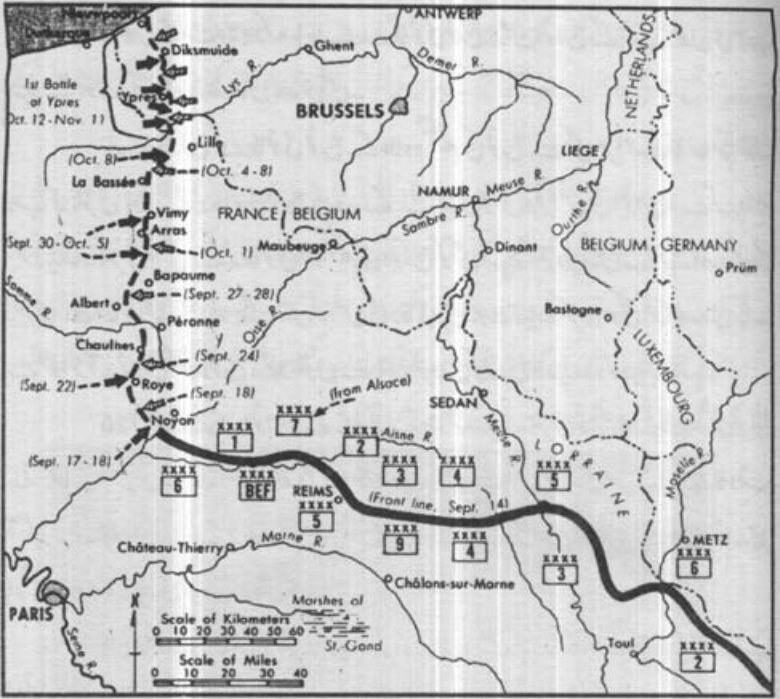 Nieuwpoort
ANTWERP
Dunkerque
Diksmuide
Ghent
Demer R.
NETHERLANDS
Lys R.
1st Battle
of Ypres
Oct. 12 - Nov. 11)
Ypres
BRUSSELS
Lille
LIEGE
(Oct. 8)
(Oct. 4 - 8)
La Bassée
NAMUR
Meuse R.
Sambre R.
Ourthe R.
Vimy
Arras
FRANCE
BELGIUM
Maubeuge
Dinant
BELGIUM
GERMANY
(Sept. 30 - Oct. 5)
(Oct. 1)
Prüm
Bapaume
Albert
(Sept. 27 - 28)
Somme R.
Péronne
Oise R.
Bastogne
Chaulnes
(Sept. 24)
LUXEMBOURG
(Sept. 22)
Roye
(Sept. 18)
(from Alsace)
SEDAN
Noyon
XXXX
1
XXXX
7
XXXX
2
Aisne R.
Meuse R.
LORRAINE
Moselle R.
(Sept. 17 - 18)
XXXX
6
XXXX
BEF
XXXX
3
XXXX
4
XXXX
5
REIMS
(Front line, Sept. 14)
XXXX
5
XXXX
9
XXXX
4
XXXX
3
METZ
XXXX
6
Château-Thierry
Marne R.
Châlons-sur-Marne
PARIS
Seine R.
Marshes of
St.-Gond
Scale of Kilometers
0 10 20 30 40 50 60
Scale of Miles
0 10 20 30 40
Toul
XXXX
2